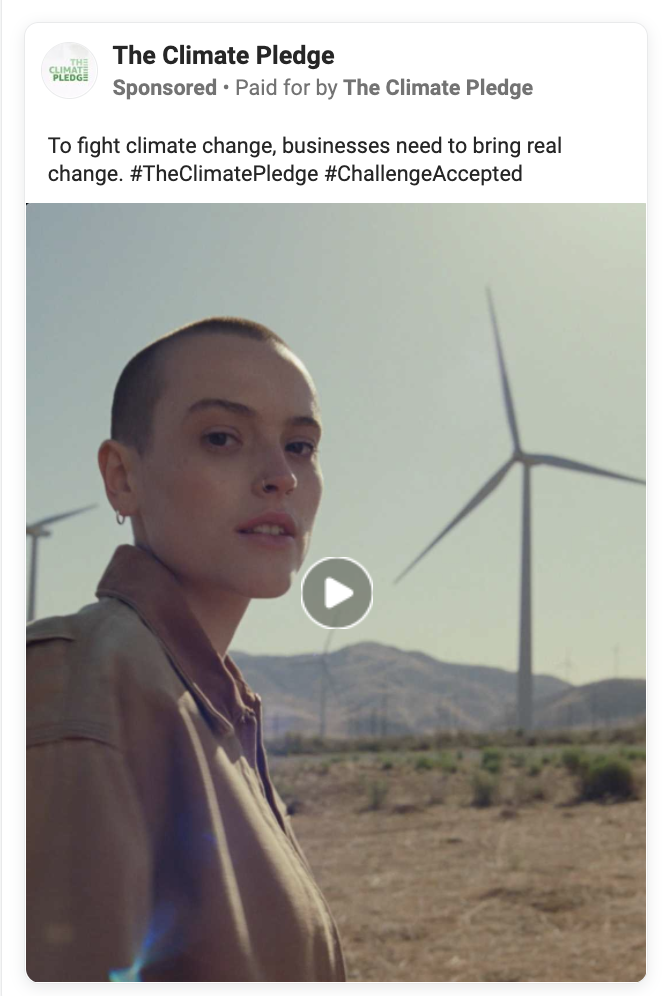 THE
CLIMATE
PLEDGE
The Climate Pledge
Sponsored • Paid for by The Climate Pledge
To fight climate change, businesses need to bring real
change. #TheClimatePledge #ChallengeAccepted